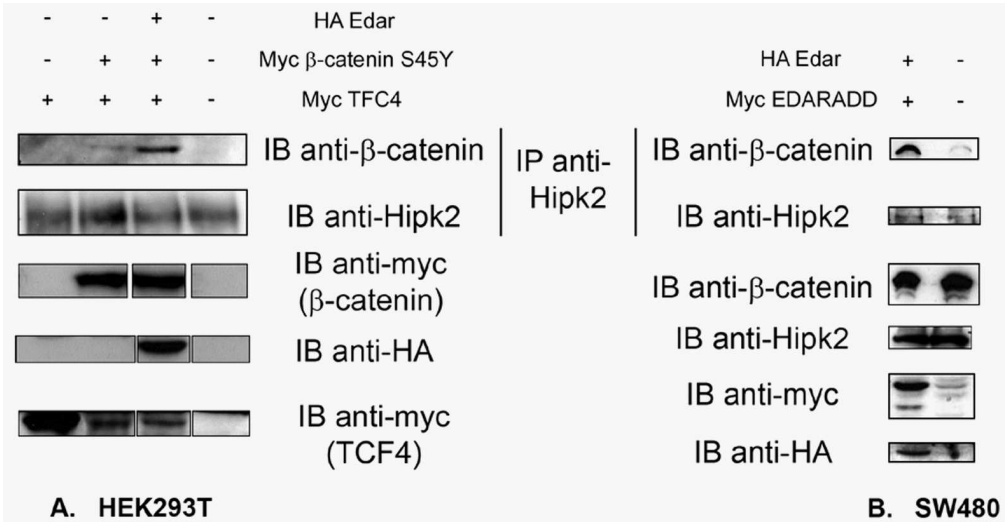 - - + - HA Edar
- + + - Myc β-catenin S45Y
+ + + - Myc TFC4
IB anti-β-catenin
IB anti-Hipk2
IP anti-
Hipk2
IB anti-myc
(β-catenin)
IB anti-HA
IB anti-myc
(TCF4)
A. HEK293T
HA Edar + -
Myc EDARADD + -
IB anti-β-catenin
IB anti-Hipk2
IB anti-β-catenin
IB anti-Hipk2
IB anti-myc
IB anti-HA
B. SW480